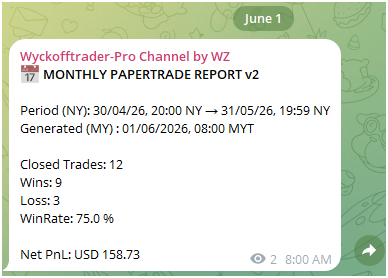 June 1
Wyckofftrader-Pro Channel by WZ
17 MONTHLY PAPERTRADE REPORT v2
Period (NY): 30/04/26, 20:00 NY → 31/05/26, 19:59 NY
Generated (MY) : 01/06/2026, 08:00 MYT
Closed Trades: 12
Wins: 9
Loss: 3
WinRate: 75.0 %
Net PnL: USD 158.73
2 8:00 AM